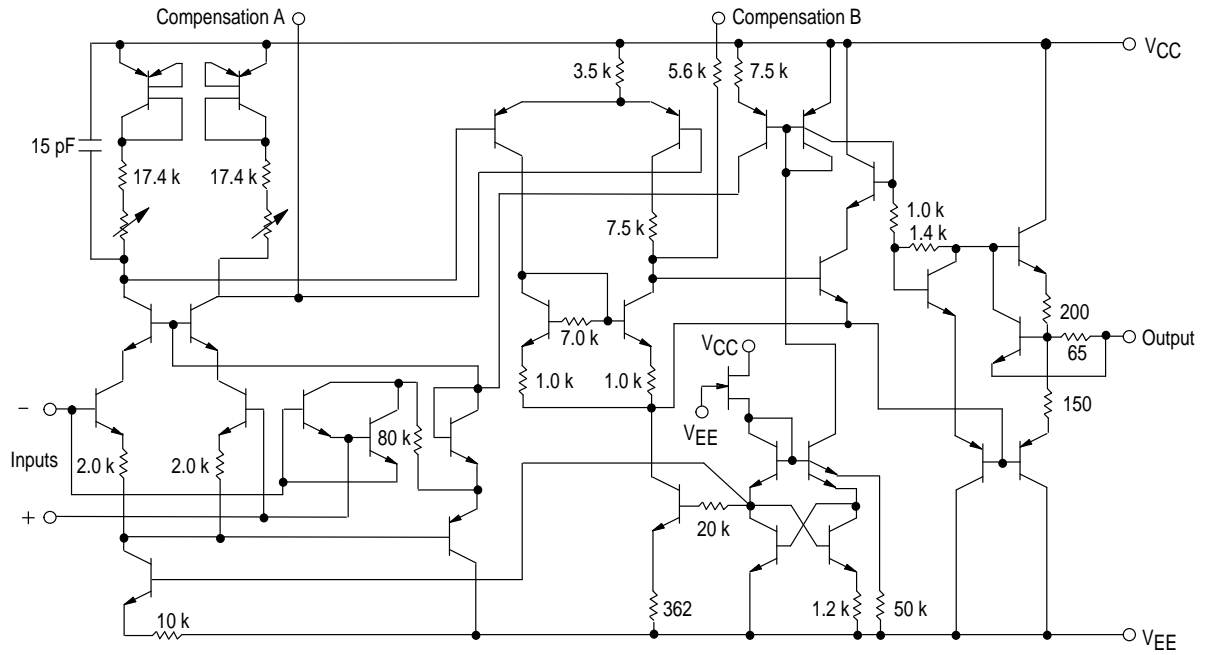 Compensation A
Compensation B
VCC
3.5 k
5.6 k
7.5 k
15 pF
17.4 k
17.4 k
1.0 k
7.5 k
1.4 k
200
7.0 k
65
Output
VCC
1.0 k
1.0 k
−
150
VEE
80 k
Inputs
2.0 k
2.0 k
+
20 k
362
1.2 k
50 k
10 k
VEE